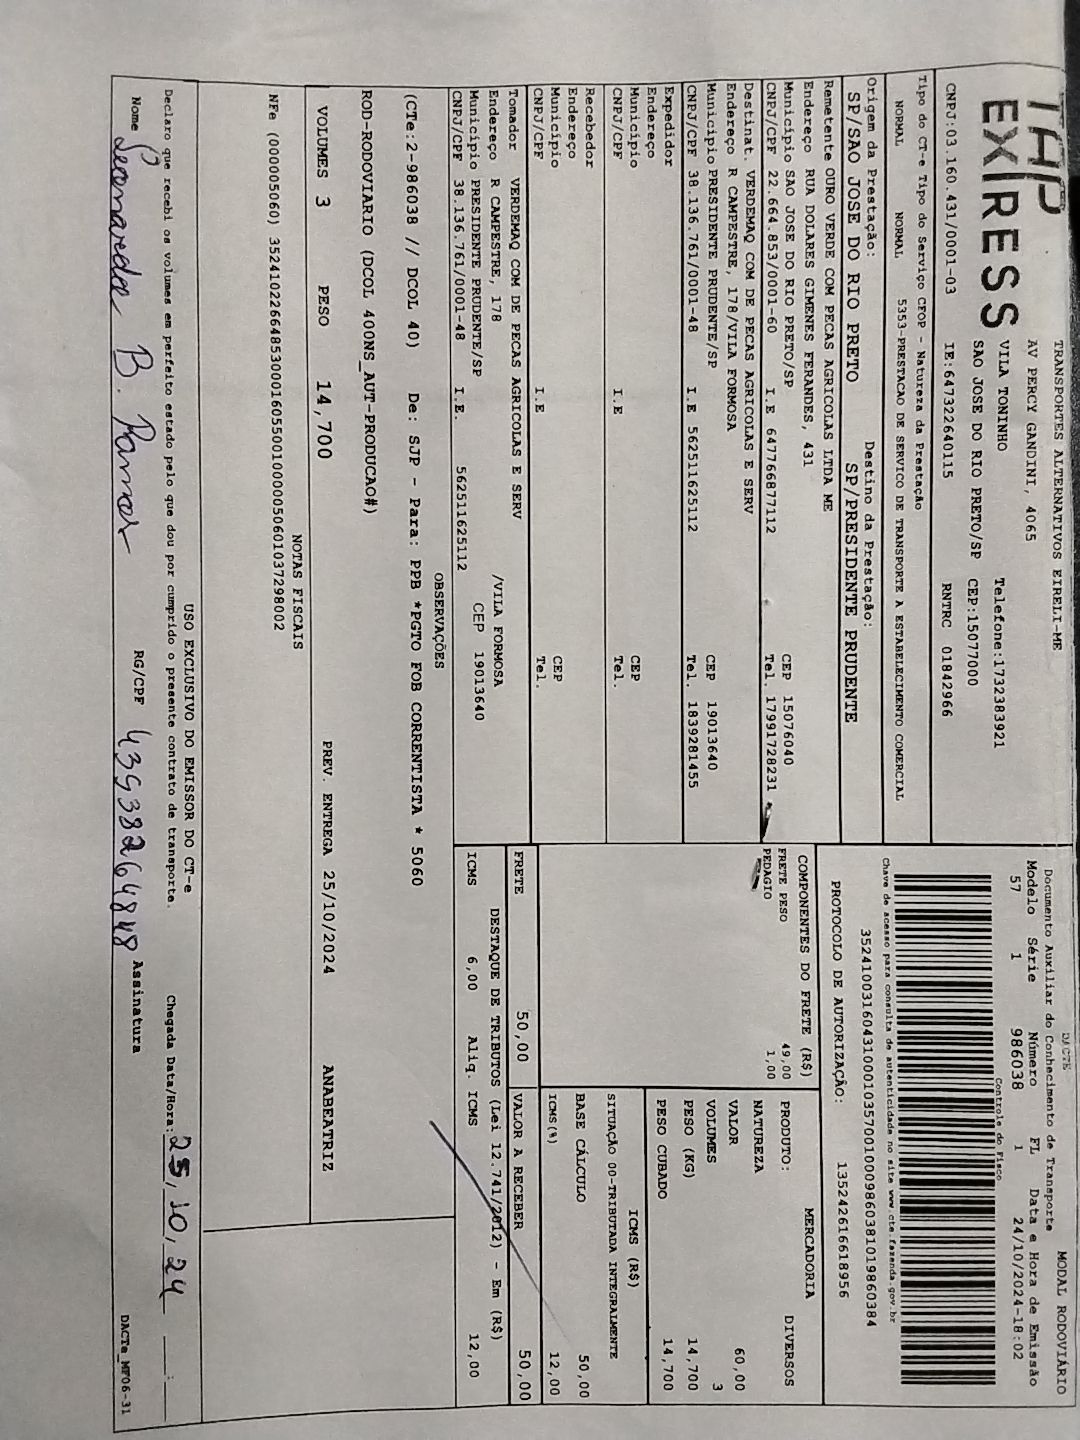 TRANSPORTES ALTERNATIVOS EIRELI-ME
TAP
EXPRESS
AV PERCY GANDINI, 4065
VILA TONINHO Telefone:1732383921
SAO JOSE DO RIO PRETO/SP CEP:15077000
CNPJ:03.160.431/0001-03 IE:647322640115 RNTRC 01842966
DACTE MODAL RODOVIÁRIO
Documento Auxiliar do Conhecimento de Transporte
Modelo Série Número FL Data e Hora de Emissão
57 1 986038 1 24/10/2024-18:02
Controle do Fisco
Chave de acesso para consulta de autenticidade no site www.cte.fazenda.gov.br
35241003160431000103570010009860381019860384
PROTOCOLO DE AUTORIZAÇÃO: 135242616618956
Tipo do CT-e Tipo do Serviço CFOP - Natureza da Prestação
NORMAL NORMAL 5353-PRESTACAO DE SERVICO DE TRANSPORTE A ESTABELECIMENTO COMERCIAL
Origem da Prestação: Destino da Prestação:
SP/SAO JOSE DO RIO PRETO SP/PRESIDENTE PRUDENTE
Remetente OURO VERDE COM PECAS AGRICOLAS LTDA ME
Endereço RUA DOLARES GIMENES FERANDES, 431
Município SAO JOSE DO RIO PRETO/SP CEP 15076040
CNPJ/CPF 22.664.853/0001-60 I.E 647766877112 Tel. 17991728231
Destinat. VERDEMAQ COM DE PECAS AGRICOLAS E SERV
Endereço R CAMPESTRE, 178/VILA FORMOSA
Município PRESIDENTE PRUDENTE/SP CEP 19013640
CNPJ/CPF 38.136.761/0001-48 I.E 562511625112 Tel. 1839281455
Expedidor
Endereço
Município CEP
CNPJ/CPF I.E Tel.
Recebedor
Endereço
Município CEP
CNPJ/CPF I.E Tel.
Tomador VERDEMAQ COM DE PECAS AGRICOLAS E SERV
Endereço R CAMPESTRE, 178 /VILA FORMOSA
Município PRESIDENTE PRUDENTE/SP CEP 19013640
CNPJ/CPF 38.136.761/0001-48 I.E. 562511625112
COMPONENTES DO FRETE (R$)
FRETE PESO 49,00
PEDAGIO 1,00
PRODUTO: MERCADORIA
NATUREZA DIVERSOS
VALOR 60,00
VOLUMES 3
PESO (KG) 14,700
PESO CUBADO 14,700
ICMS (R$)
SITUAÇÃO 00-TRIBUTADA INTEGRALMENTE
BASE CÁLCULO 50,00
ICMS(%) 12,00
FRETE 50,00 VALOR A RECEBER 50,00
DESTAQUE DE TRIBUTOS (Lei 12.741/2012) - Em (R$)
ICMS 6,00 Aliq. ICMS 12,00
OBSERVAÇÕES
(CTe:2-986038 // DCOL 40) De: SJP - Para: PPB *PGTO FOB CORRENTISTA * 5060
ROD-RODOVIARIO (DCOL 400NS_AUT-PRODUCAO#)
VOLUMES 3 PESO 14,700 PREV. ENTREGA 25/10/2024 ANABEATRIZ
NOTAS FISCAIS
NFe (000005060) 35241022664853000160550010000050601037298002
USO EXCLUSIVO DO EMISSOR DO CT-e
Declaro que recebi os volumes em perfeito estado pelo que dou por cumprido o presente contrato de transporte. Chegada Data/Hora: 25/10/24 __:__
Nome Leonardo B. Ramos RG/CPF 43938264848 Assinatura
DACTe_MF06-31